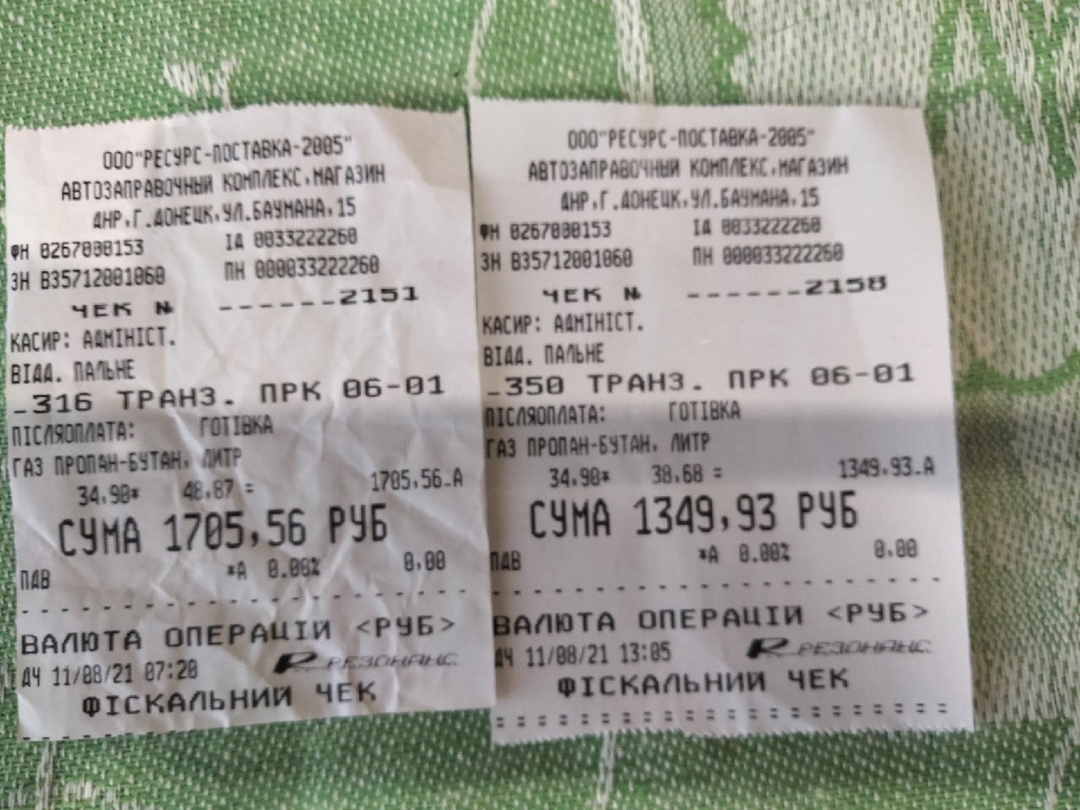 ООО"РЕСУРС-ПОСТАВКА-2005"
АВТОЗАПРАВОЧНЫЙ КОМПЛЕКС,МАГАЗИН
ДНР,Г.ДОНЕЦК,УЛ.БАУМАНА,15
ФН 0267000153 ІД 0033222260
ЗН В35712001060 ПН 000033222260
ЧЕК № ------2151
КАСИР: АДМІНІСТ.
ВІДД. ПАЛЬНЕ
_316 ТРАНЗ. ПРК 06-01
ПІСЛЯОПЛАТА: ГОТІВКА
ГАЗ ПРОПАН-БУТАН, ЛИТР
34,90* 48,87 = 1705,56_А
СУМА 1705,56 РУБ
ПДВ *А 0.00% 0.00
ВАЛЮТА ОПЕРАЦІЙ <РУБ>
ДЧ 11/08/21 07:20 РЕЗОНАНС
ФІСКАЛЬНИЙ ЧЕК
ООО"РЕСУРС-ПОСТАВКА-2005"
АВТОЗАПРАВОЧНЫЙ КОМПЛЕКС,МАГАЗИН
ДНР,Г.ДОНЕЦК,УЛ.БАУМАНА,15
ФН 0267000153 ІД 0033222260
ЗН В35712001060 ПН 000033222260
ЧЕК № ------2158
КАСИР: АДМІНІСТ.
ВІДД. ПАЛЬНЕ
_350 ТРАНЗ. ПРК 06-01
ПІСЛЯОПЛАТА: ГОТІВКА
ГАЗ ПРОПАН-БУТАН, ЛИТР
34,90* 38,68 = 1349,93_А
СУМА 1349,93 РУБ
ПДВ *А 0.00% 0.00
ВАЛЮТА ОПЕРАЦІЙ <РУБ>
ДЧ 11/08/21 13:05 РЕЗОНАНС
ФІСКАЛЬНИЙ ЧЕК